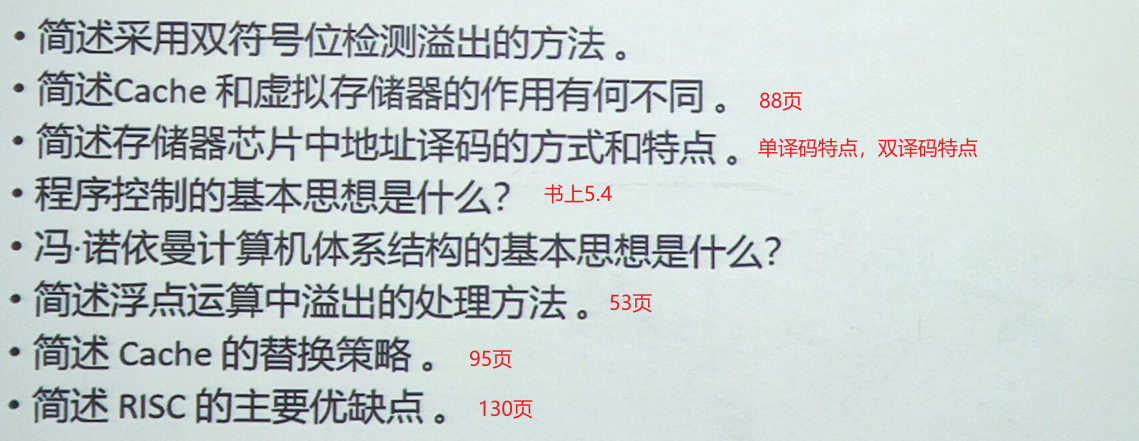 • 简述采用双符号位检测溢出的方法 。
• 简述Cache 和虚拟存储器的作用有何不同 。 88页
• 简述存储器芯片中地址译码的方式和特点 。 单译码特点，双译码特点
• 程序控制的基本思想是什么？ 书上5.4
• 冯·诺依曼计算机体系结构的基本思想是什么？
• 简述浮点运算中溢出的处理方法 。 53页
• 简述 Cache 的替换策略 。 95页
• 简述 RISC 的主要优缺点 。 130页